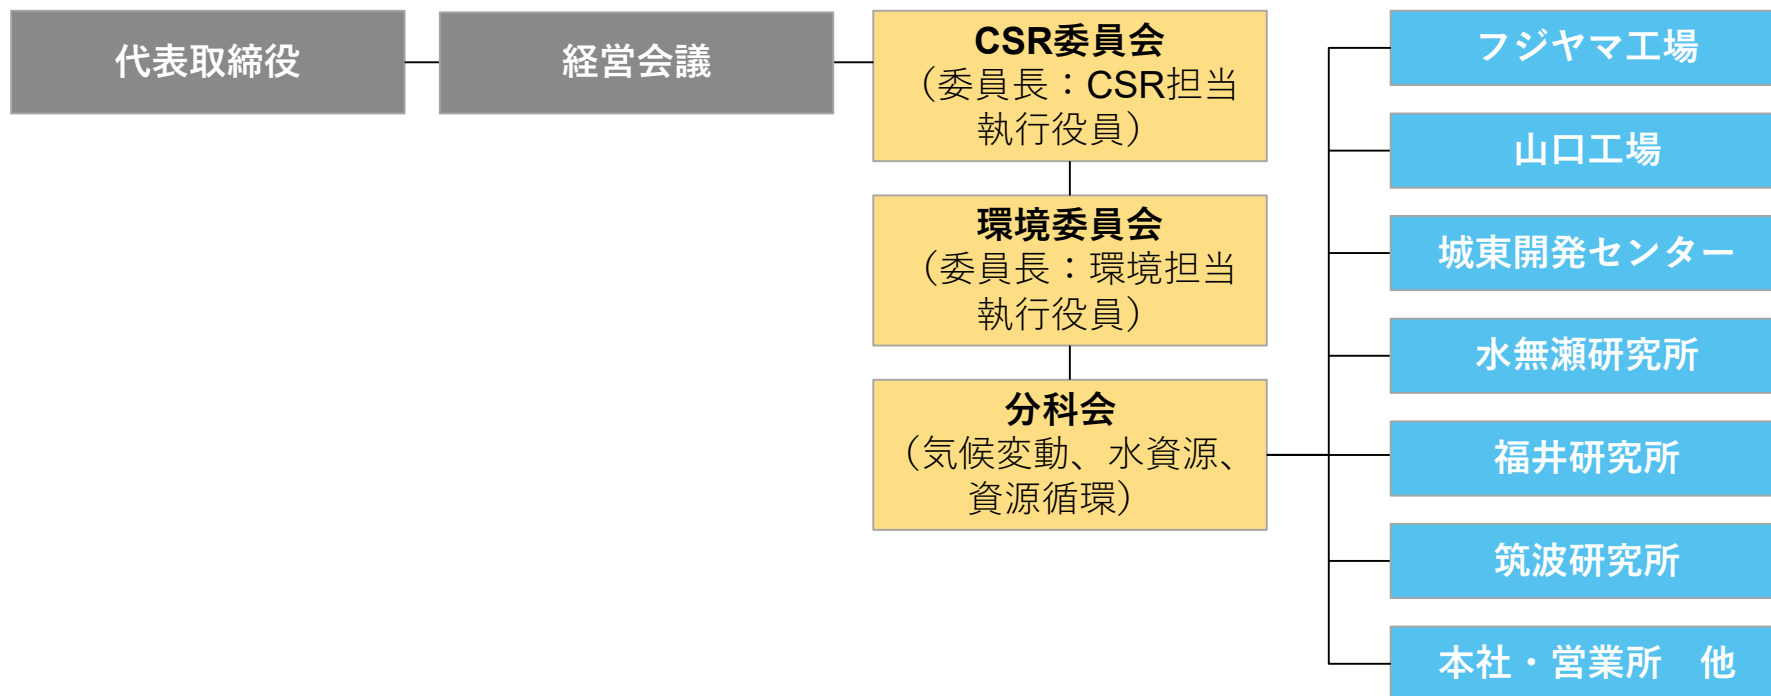 代表取締役
経営会議
CSR委員会
（委員長：CSR担当
執行役員）
環境委員会
（委員長：環境担当
執行役員）
分科会
（気候変動、水資源、
資源循環）
フジヤマ工場
山口工場
城東開発センター
水無瀬研究所
福井研究所
筑波研究所
本社・営業所　他